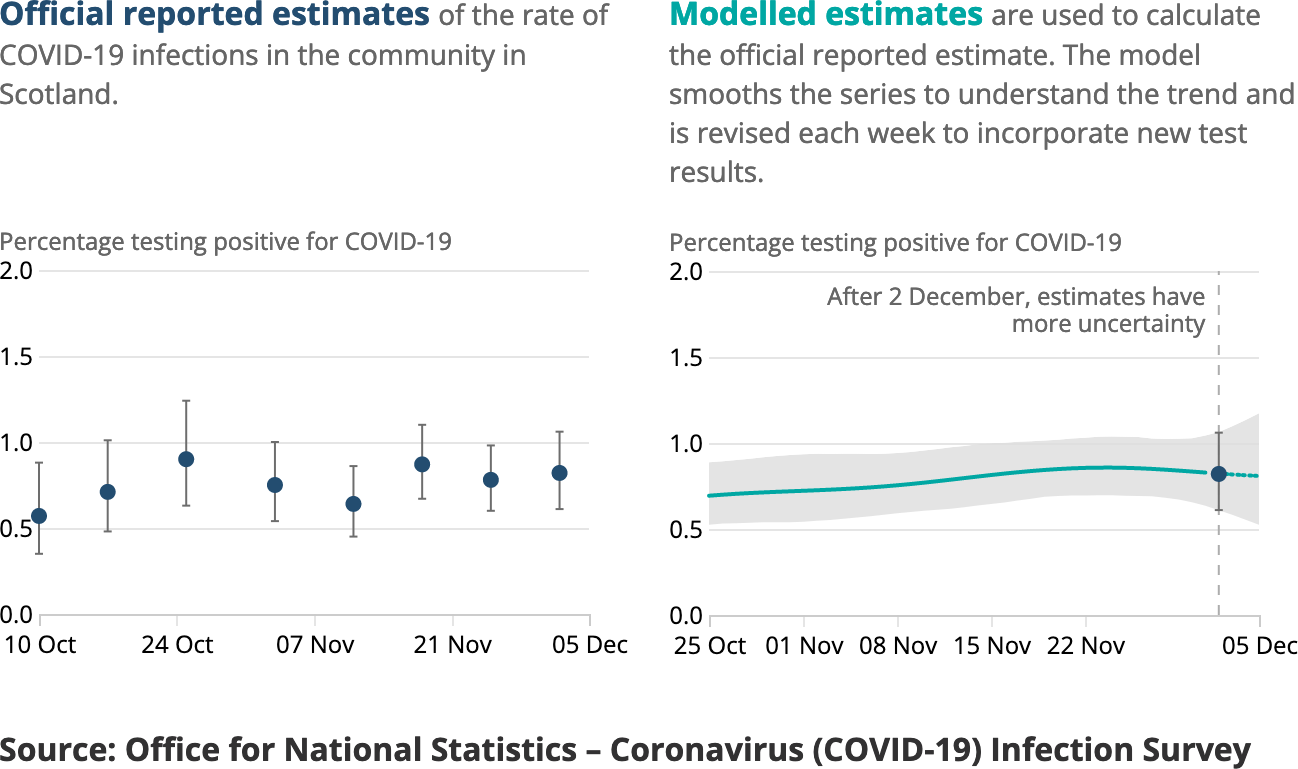 Official reported estimates of the rate of
COVID-19 infections in the community in
Scotland.
Percentage testing positive for COVID-19
2.0
1.5
1.0
0.5
0.0
10 Oct 24 Oct 07 Nov 21 Nov 05 Dec
Modelled estimates are used to calculate
the official reported estimate. The model
smooths the series to understand the trend and
is revised each week to incorporate new test
results.
Percentage testing positive for COVID-19
2.0
After 2 December, estimates have
more uncertainty
1.5
1.0
0.5
0.0
25 Oct 01 Nov 08 Nov 15 Nov 22 Nov 05 Dec
Source: Office for National Statistics – Coronavirus (COVID-19) Infection Survey